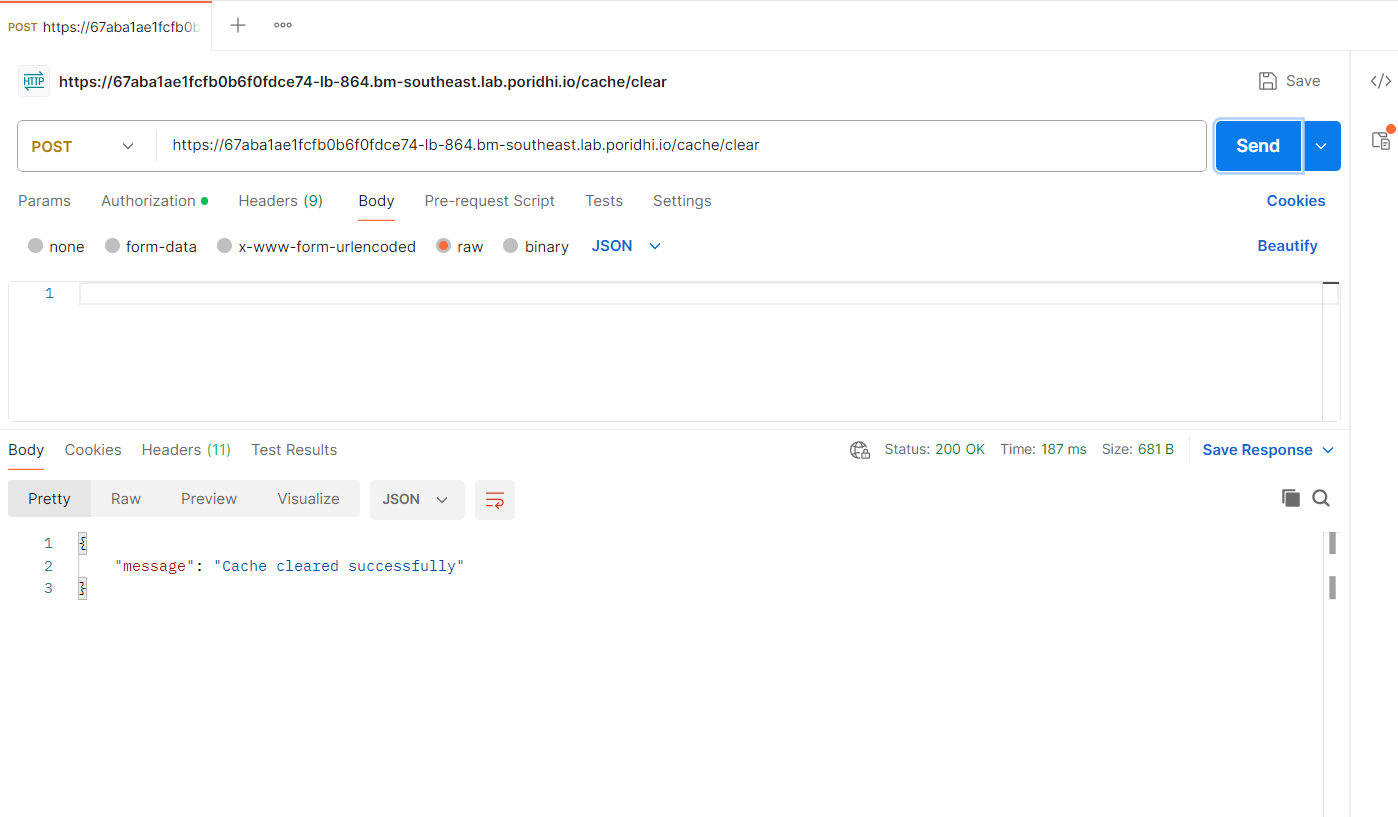 POST https://67aba1ae1fcfb0b
HTTP https://67aba1ae1fcfb0b6f0fdce74-lb-864.bm-southeast.lab.poridhi.io/cache/clear Save </>
POST https://67aba1ae1fcfb0b6f0fdce74-lb-864.bm-southeast.lab.poridhi.io/cache/clear Send
Params Authorization Headers (9) Body Pre-request Script Tests Settings Cookies
none form-data x-www-form-urlencoded raw binary JSON Beautify
1
Body Cookies Headers (11) Test Results Status: 200 OK Time: 187 ms Size: 681 B Save Response
Pretty Raw Preview Visualize JSON
1 {
2 "message": "Cache cleared successfully"
3 }